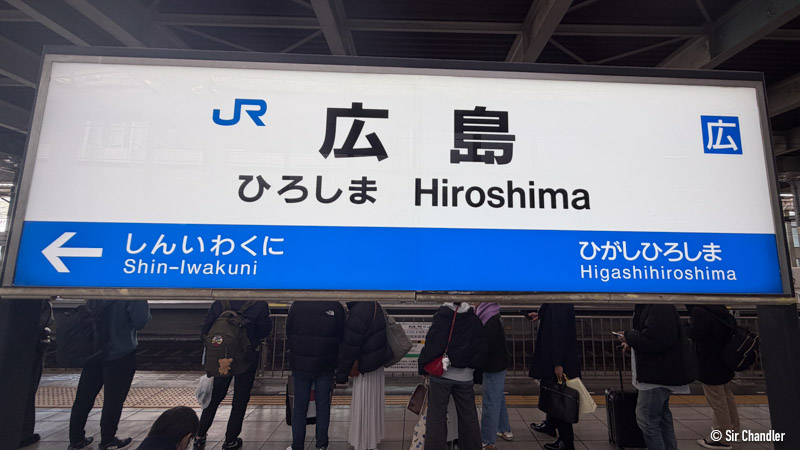 JR 広島 広
ひろしま Hiroshima
← しんいわくに ひがしひろしま
Shin-Iwakuni Higashihiroshima
© Sir Chandler